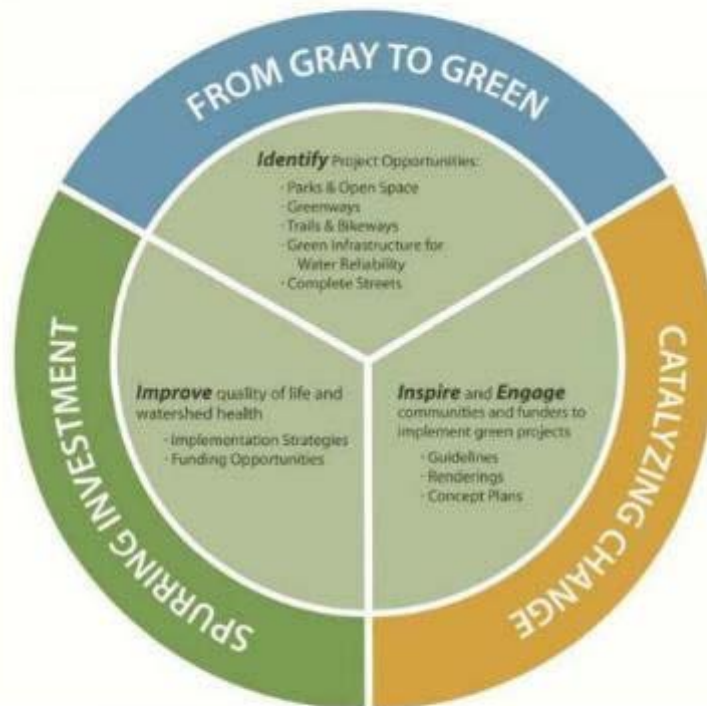 FROM GRAY TO GREEN
Identify Project Opportunities:
· Parks & Open Space
· Greenways
· Trails & Bikeways
· Green Infrastructure for
Water Reliability
· Complete Streets
SPURRING INVESTMENT
Improve quality of life and
watershed health
· Implementation Strategies
· Funding Opportunities
Inspire and Engage
communities and funders to
implement green projects
· Guidelines
· Renderings
· Concept Plans
CATALYZING CHANGE